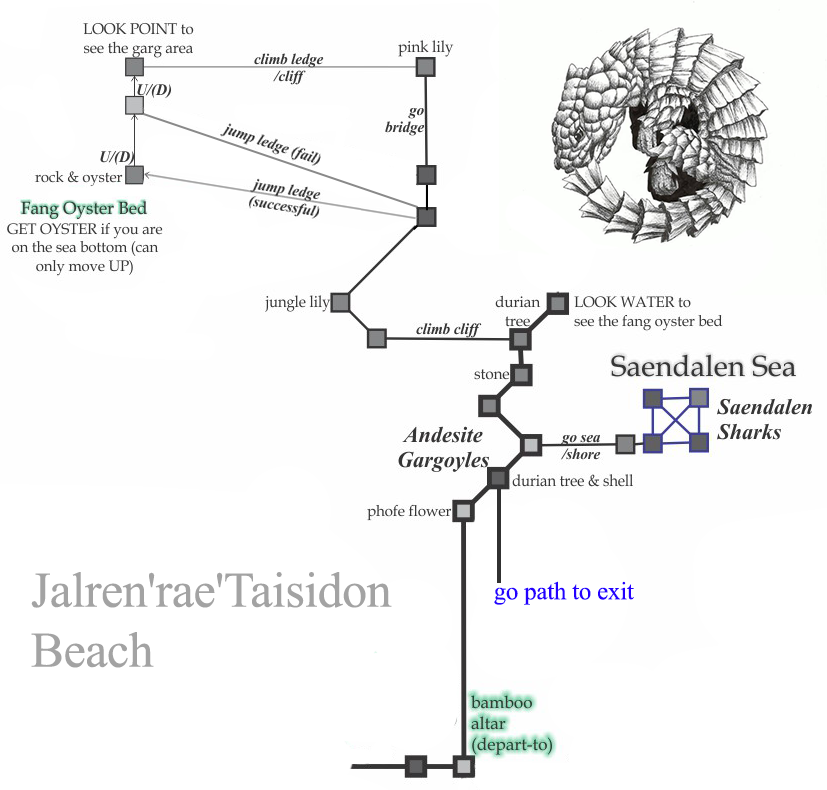 LOOK POINT to
see the garg area
climb ledge
/cliff
pink lily
U/(D)
go
bridge
jump ledge (fail)
U/(D)
rock & oyster
jump ledge
(successful)
Fang Oyster Bed
GET OYSTER if you are
on the sea bottom (can
only move UP)
jungle lily
durian
tree
LOOK WATER to
see the fang oyster bed
climb cliff
stone
Saendalen Sea
Saendalen
Sharks
Andesite
Gargoyles
go sea
/shore
durian tree & shell
phofe flower
Jalren'rae'Taisidon
Beach
go path to exit
bamboo
altar
(depart-to)